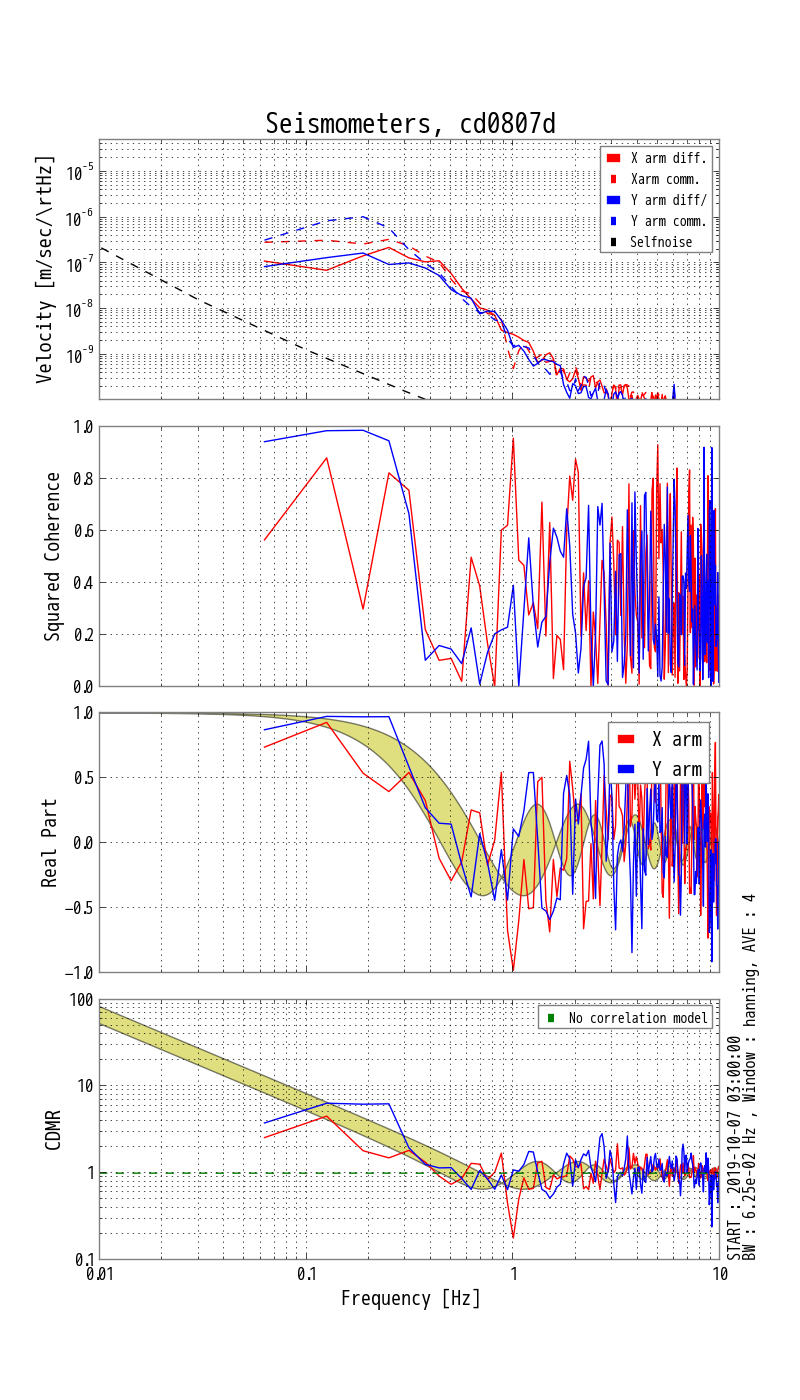 Seismometers, cd0807d
Velocity [m/sec/\rtHz]
10^-5
10^-6
10^-7
10^-8
10^-9
X arm diff.
Xarm comm.
Y arm diff/
Y arm comm.
Selfnoise
Squared Coherence
1.0
0.8
0.6
0.4
0.2
0.0
Real Part
1.0
0.5
0.0
−0.5
−1.0
X arm
Y arm
CDMR
100
10
1
0.1
No correlation model
0.01
0.1
1
10
Frequency [Hz]
START : 2019-10-07 03:00:00
BW : 6.25e-02 Hz , Window : hanning, AVE : 4